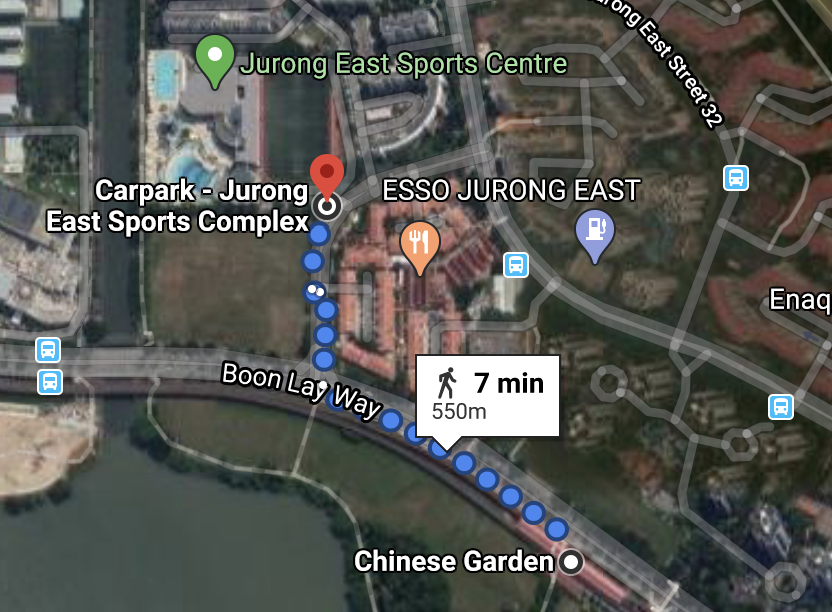 urong East Street 32
Jurong East Sports Centre
Carpark - Jurong
East Sports Complex
ESSO JURONG EAST
Enaq
Boon Lay Way
7 min
550m
Chinese Garden